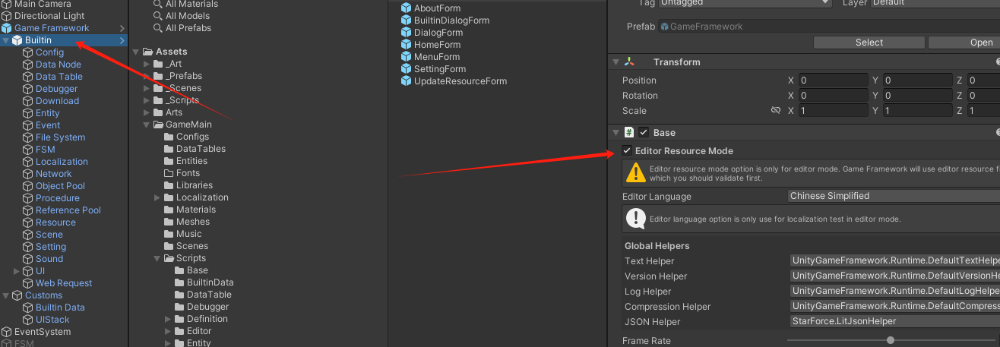 Main Camera
Directional Light
Game Framework
Builtin
Config
Data Node
Data Table
Debugger
Download
Entity
Event
File System
FSM
Localization
Network
Object Pool
Procedure
Reference Pool
Resource
Scene
Setting
Sound
UI
Web Request
Customs
Builtin Data
UIStack
EventSystem
FSM
All Materials
All Models
All Prefabs
Assets
_Art
_Prefabs
_Scenes
_Scripts
Arts
GameMain
Configs
DataTables
Entities
Fonts
Libraries
Localization
Materials
Meshes
Music
Scenes
Scripts
Base
BuiltinData
DataTable
Debugger
Definition
Editor
Entity
AboutForm
BuiltinDialogForm
DialogForm
HomeForm
MenuForm
SettingForm
UpdateResourceForm
Tag Untagged Layer Default
Prefab GameFramework
Select Open
Transform
Position X 0 Y 0 Z 0
Rotation X 0 Y 0 Z 0
Scale X 1 Y 1 Z 1
# Base
Editor Resource Mode
Editor resource mode option is only for editor mode. Game Framework will use editor resource f
which you should validate first.
Editor Language Chinese Simplified
Editor language option is only use for localization test in editor mode.
Global Helpers
Text Helper UnityGameFramework.Runtime.DefaultTextHelpe
Version Helper UnityGameFramework.Runtime.DefaultVersionHe
Log Helper UnityGameFramework.Runtime.DefaultLogHelper
Compression Helper UnityGameFramework.Runtime.DefaultCompress
JSON Helper StarForce.LitJsonHelper
Frame Rate